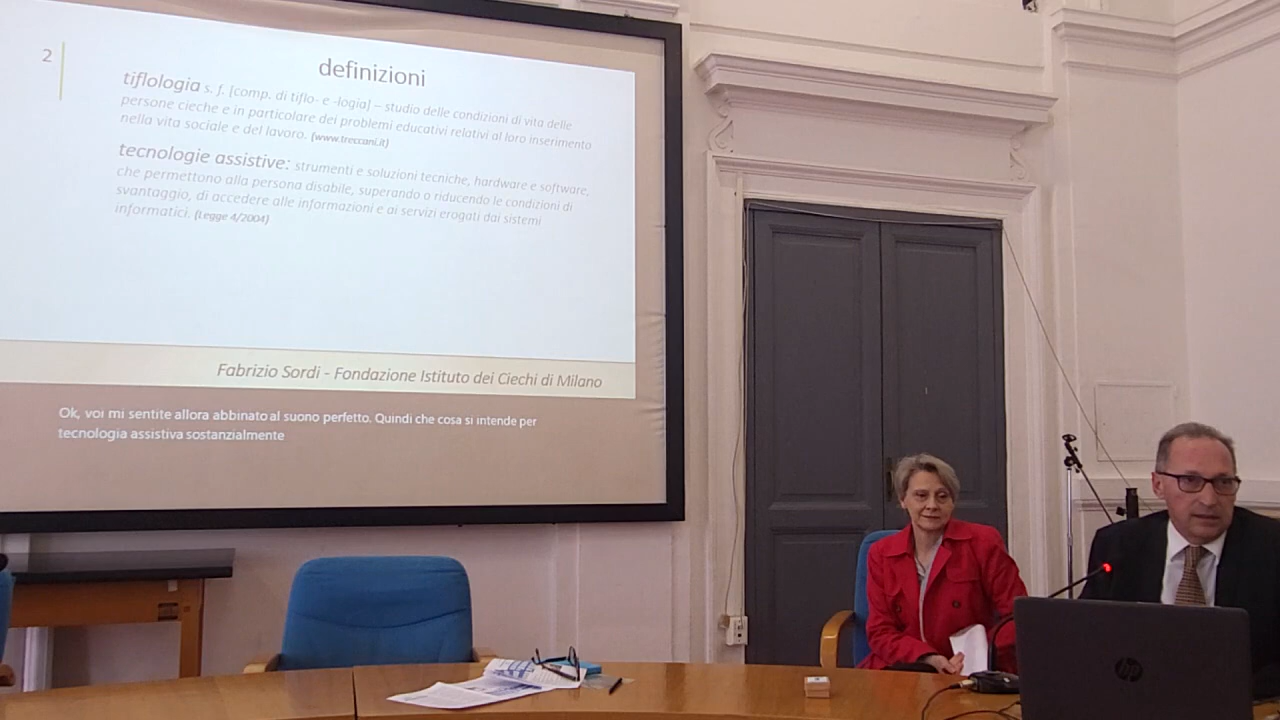 2
definizioni
tiflologia s. f. [comp. di tiflo- e -logia] – studio delle condizioni di vita delle
persone cieche e in particolare dei problemi educativi relativi al loro inserimento
nella vita sociale e del lavoro. (www.treccani.it)
tecnologie assistive: strumenti e soluzioni tecniche, hardware e software,
che permettono alla persona disabile, superando o riducendo le condizioni di
svantaggio, di accedere alle informazioni e ai servizi erogati dai sistemi
informatici. (Legge 4/2004)
Fabrizio Sordi - Fondazione Istituto dei Ciechi di Milano
Ok, voi mi sentite allora abbinato al suono perfetto. Quindi che cosa si intende per
tecnologia assistiva sostanzialmente
hp